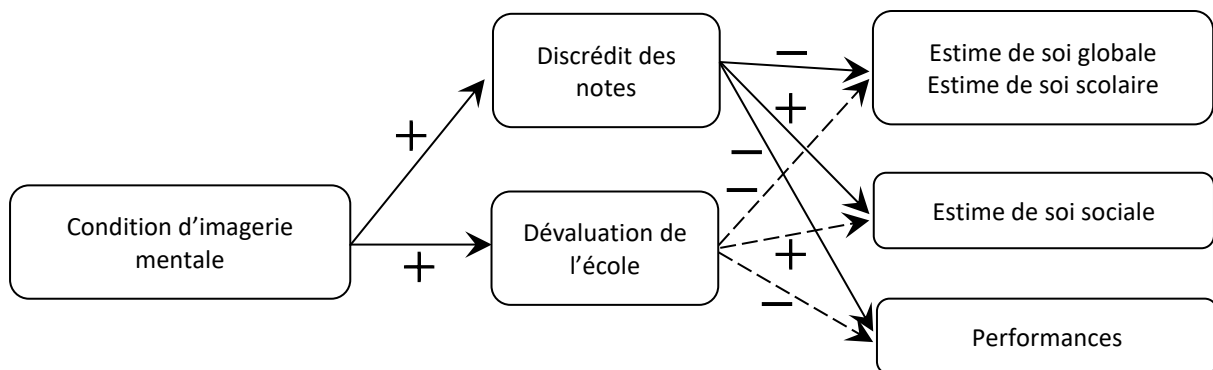 Discrédit des
notes
Estime de soi globale
Estime de soi scolaire
−
+
−
−
+
Condition d’imagerie
mentale
+
Dévaluation de
l’école
Estime de soi sociale
+
−
Performances